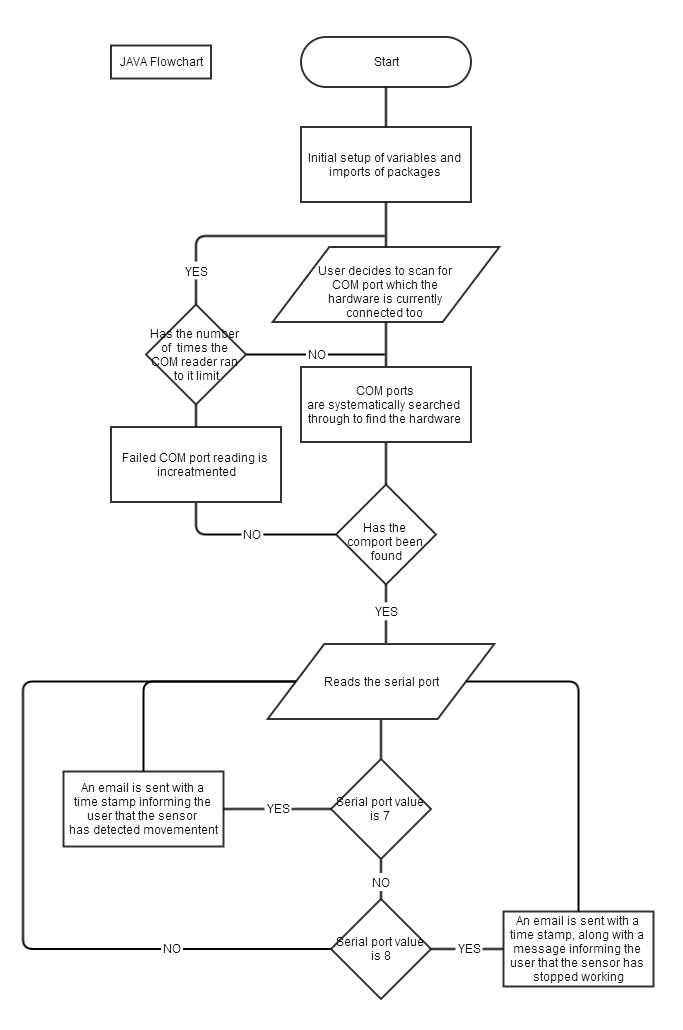 JAVA Flowchart
Start
Initial setup of variables and
imports of packages
YES
User decides to scan for
COM port which the
hardware is currently
connected too
Has the number
of times the
COM reader ran
to it limit
NO
COM ports
are systematically searched
through to find the hardware
Failed COM port reading is
increatmented
NO
Has the
comport been
found
YES
Reads the serial port
An email is sent with a
time stamp informing the
user that the sensor
has detected movementent
YES
Serial port value
is 7
NO
Serial port value
is 8
NO
YES
An email is sent with a
time stamp, along with a
message informing the
user that the sensor has
stopped working